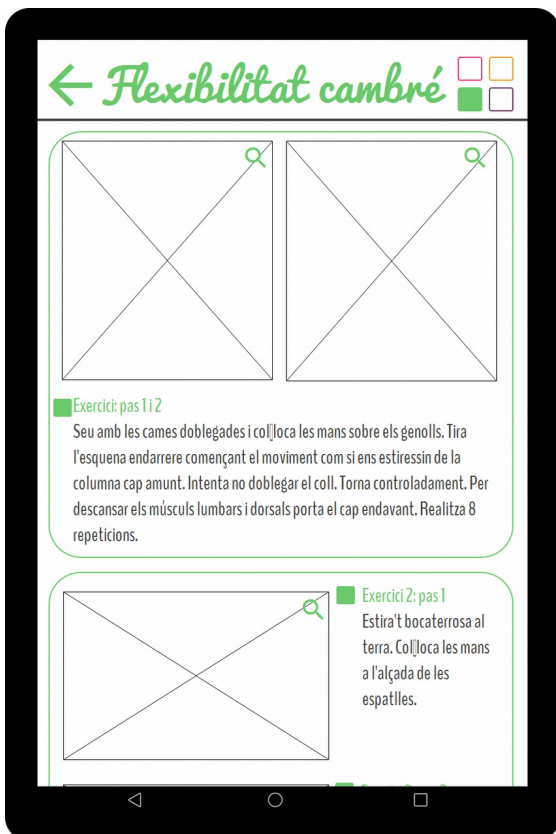 Flexibilitat cambré
Exercici: pas 1 i 2
Seu amb les cames doblegades i col▯loca les mans sobre els genolls. Tira
l'esquena endarrere començant el moviment com si ens estiressin de la
columna cap amunt. Intenta no doblegar el coll. Torna controladament. Per
descansar els músculs lumbars i dorsals porta el cap endavant. Realitza 8
repeticions.
Exercici 2: pas 1
Estira't bocaterrosa al
terra. Col▯loca les mans
a l'alçada de les
espatlles.